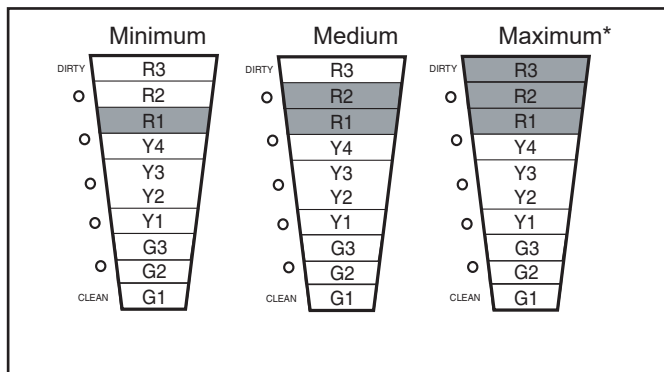 Minimum Medium Maximum*
DIRTY R3 DIRTY R3 DIRTY R3
R2 R2 R2
R1 R1 R1
Y4 Y4 Y4
Y3 Y3 Y3
Y2 Y2 Y2
Y1 Y1 Y1
G3 G3 G3
G2 G2 G2
CLEAN G1 CLEAN G1 CLEAN G1